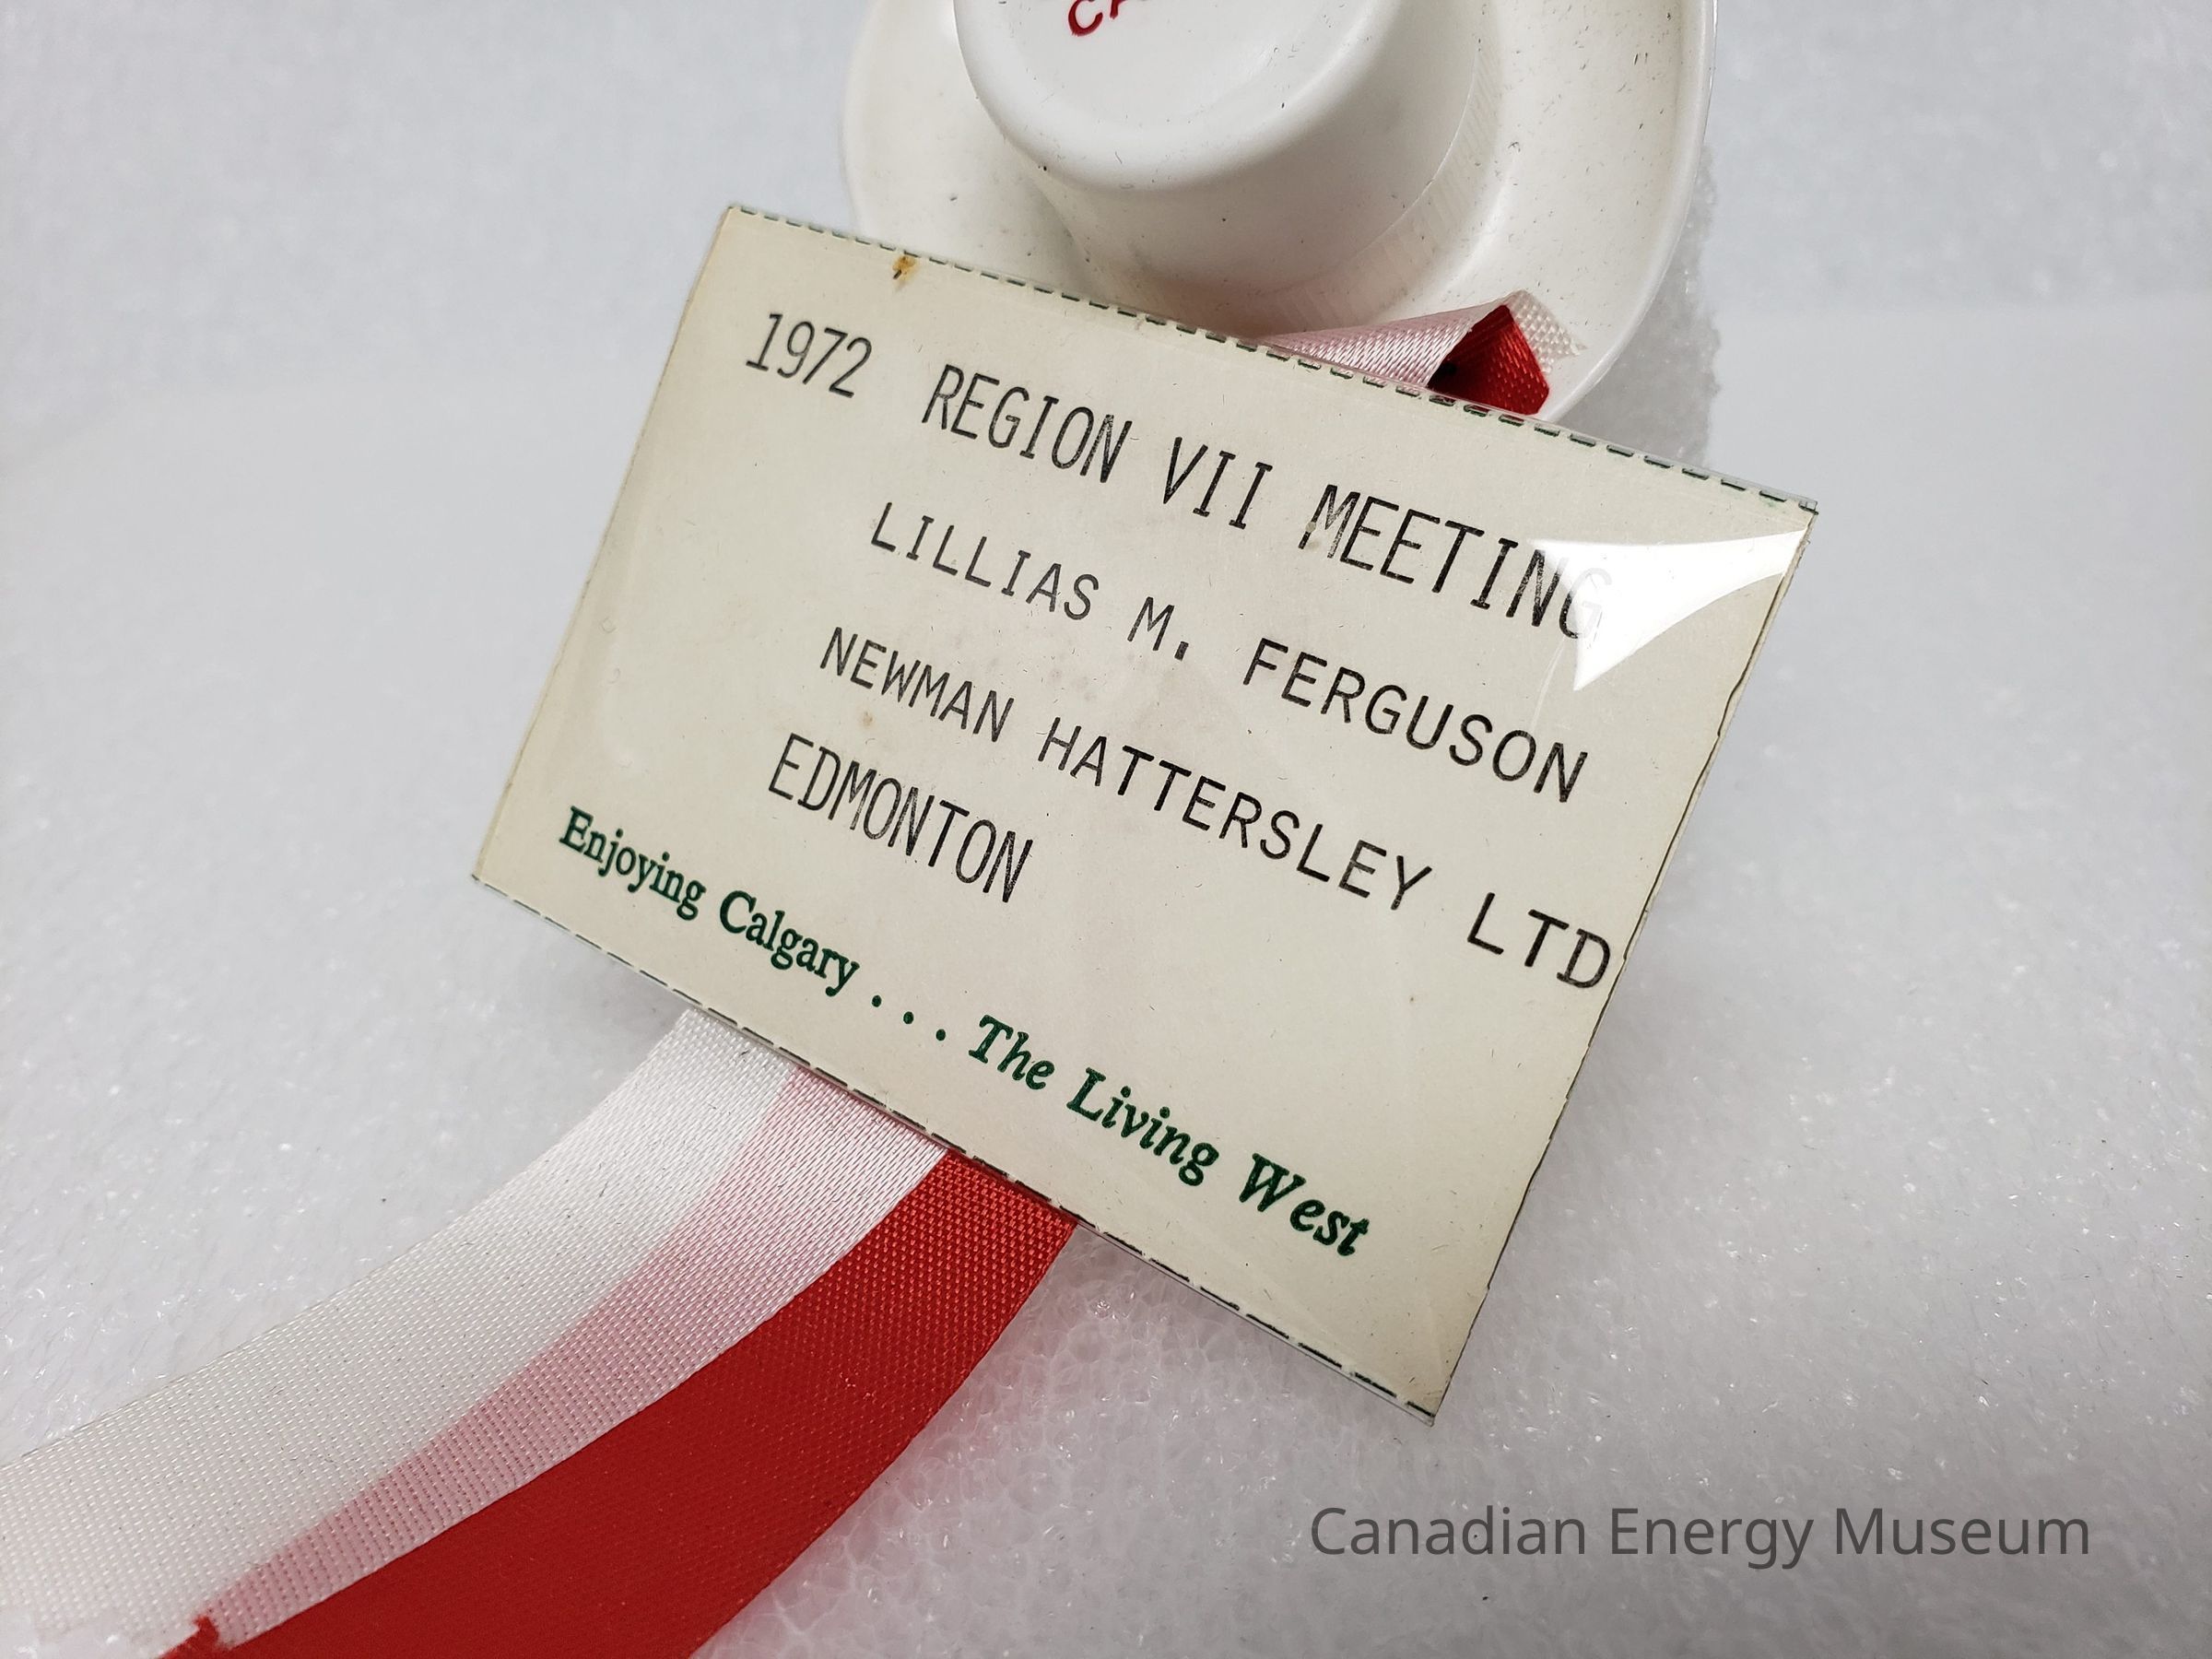 1972 REGION VII MEETING
LILLIAS M. FERGUSON
NEWMAN HATTERSLEY LTD
EDMONTON
Enjoying Calgary . . . The Living West
Canadian Energy Museum